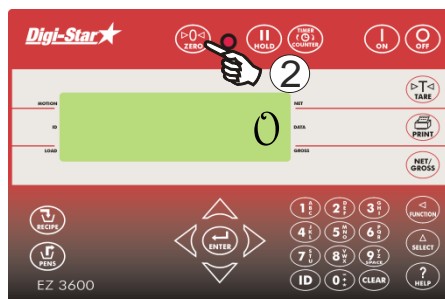 Digi-Star
>0<
ZERO
HOLD
TIMER
COUNTER
ON
OFF
2
>T<
TARE
MOTION
NET
ID
0
DATA
PRINT
LOAD
GROSS
NET/
GROSS
RECIPE
1 A B C
2 D E F
3 G H I
FUNCTION
ENTER
4 J K L
5 M N O
6 P Q R
SELECT
PENS
7 S T U
8 V W X
9 Y Z SPACE
?
HELP
ID
0
CLEAR
EZ 3600